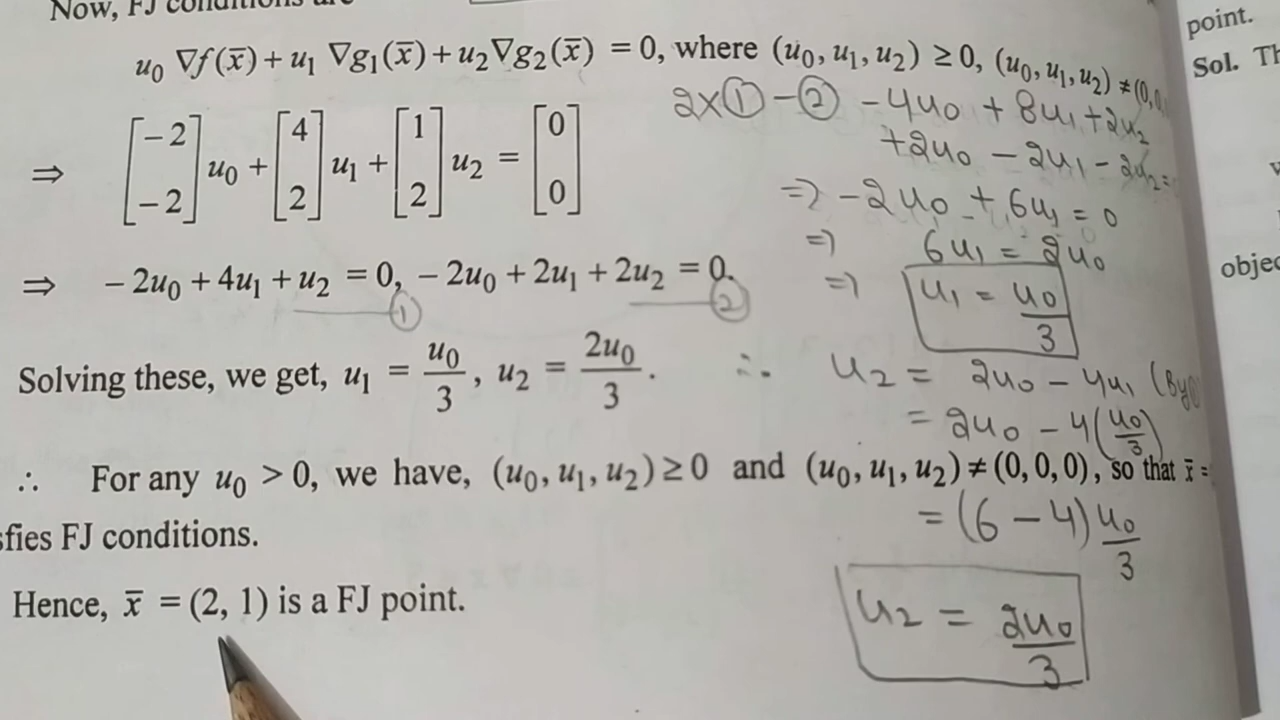 Now, FJ conditions are
u₀ ∇f(x̄) + u₁ ∇g₁(x̄) + u₂∇g₂(x̄) = 0, where (u₀, u₁, u₂) ≥ 0, (u₀, u₁, u₂) ≠ (0, 0,
⇒ [-2 -2] u₀ + [4 2] u₁ + [1 2] u₂ = [0 0]
⇒ -2u₀ + 4u₁ + u₂ = 0, -2u₀ + 2u₁ + 2u₂ = 0.
① ②
Solving these, we get, u₁ = u₀/3, u₂ = 2u₀/3.
∴ For any u₀ > 0, we have, (u₀, u₁, u₂) ≥ 0 and (u₀, u₁, u₂) ≠ (0, 0, 0), so that x̄ =
sfies FJ conditions.
Hence, x̄ = (2, 1) is a FJ point.
2×① - ② -4u₀ + 8u₁ + 2u₂
+2u₀ - 2u₁ - 2u₂ =
⇒ -2u₀ + 6u₁ = 0
⇒ 6u₁ = 2u₀
⇒ u₁ = u₀/3
∴ u₂ = 2u₀ - 4u₁ (By
= 2u₀ - 4(u₀/3)
= (6 - 4) u₀/3
u₂ = 2u₀/3
point.
Sol.
objec